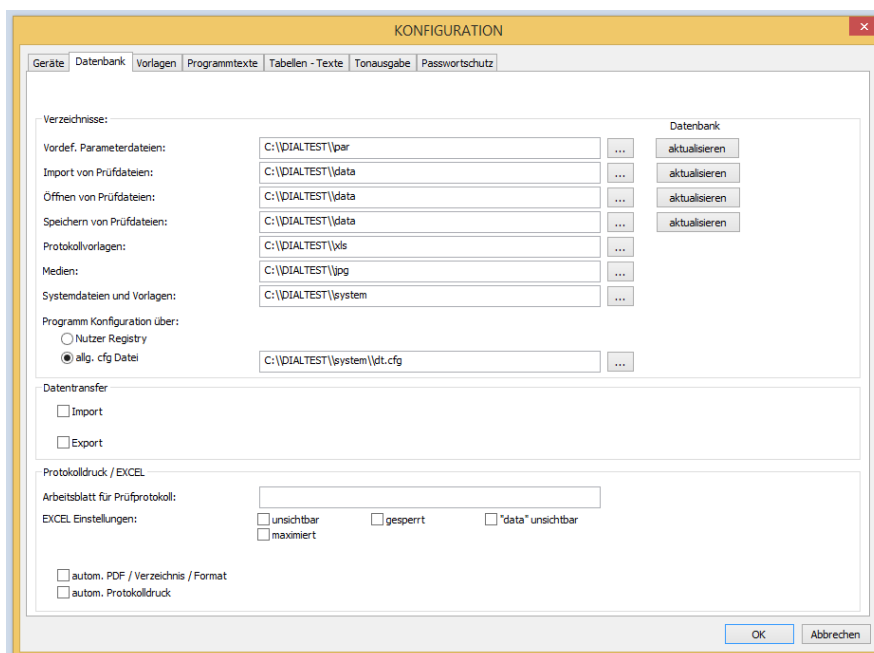 KONFIGURATION
Geräte Datenbank Vorlagen Programmtexte Tabellen - Texte Tonausgabe Passwortschutz
Verzeichnisse:
Datenbank
Vordef. Parameterdateien: C:\\DIALTEST\\par ... aktualisieren
Import von Prüfdateien: C:\\DIALTEST\\data ... aktualisieren
Öffnen von Prüfdateien: C:\\DIALTEST\\data ... aktualisieren
Speichern von Prüfdateien: C:\\DIALTEST\\data ... aktualisieren
Protokollvorlagen: C:\\DIALTEST\\xls ...
Medien: C:\\DIALTEST\\jpg ...
Systemdateien und Vorlagen: C:\\DIALTEST\\system ...
Programm Konfiguration über:
Nutzer Registry
allg. cfg Datei C:\\DIALTEST\\system\\dt.cfg ...
Datentransfer
Import
Export
Protokolldruck / EXCEL
Arbeitsblatt für Prüfprotokoll:
EXCEL Einstellungen: unsichtbar gesperrt "data" unsichtbar
maximiert
autom. PDF / Verzeichnis / Format
autom. Protokolldruck
OK Abbrechen